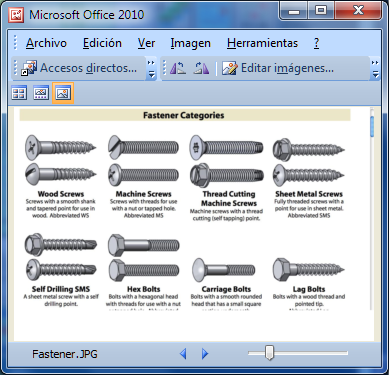 Microsoft Office 2010
Archivo Edición Ver Imagen Herramientas ?
Accesos directos... Editar imágenes...
Fastener Categories
Wood Screws
Screws with a smooth shank
and tapered point for use in
wood. Abbreviated WS
Machine Screws
Screws with threads for use
with a nut or tapped hole.
Abbreviated MS
Thread Cutting
Machine Screws
Machine screws with a thread
cutting (self tapping) point.
Sheet Metal Screws
Fully threaded screws with a
point for use in sheet metal.
Abbreviated SMS
Self Drilling SMS
A sheet metal screw with a self
drilling point.
Hex Bolts
Bolts with a hexagonal head
with threads for use with a
Carriage Bolts
Bolts with a smooth rounded
head that has a small square
Lag Bolts
Bolts with a wood thread and
pointed tip.
Fastener.JPG